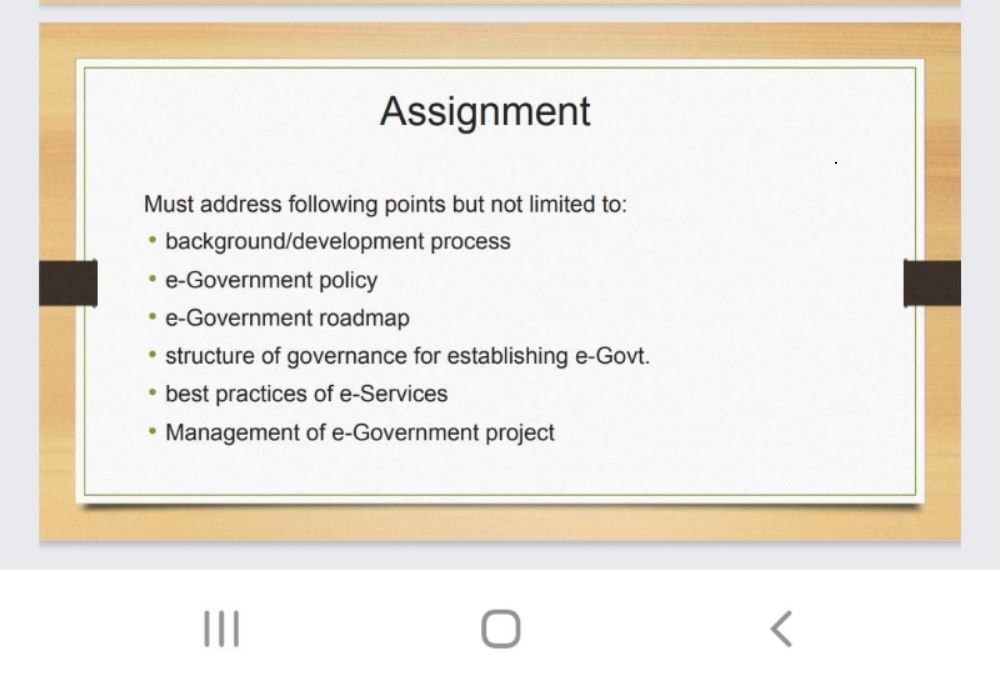 Assignment
Must address following points but not limited to:
• background/development process
• e-Government policy
• e-Government roadmap
• structure of governance for establishing e-Govt.
• best practices of e-Services
• Management of e-Government project